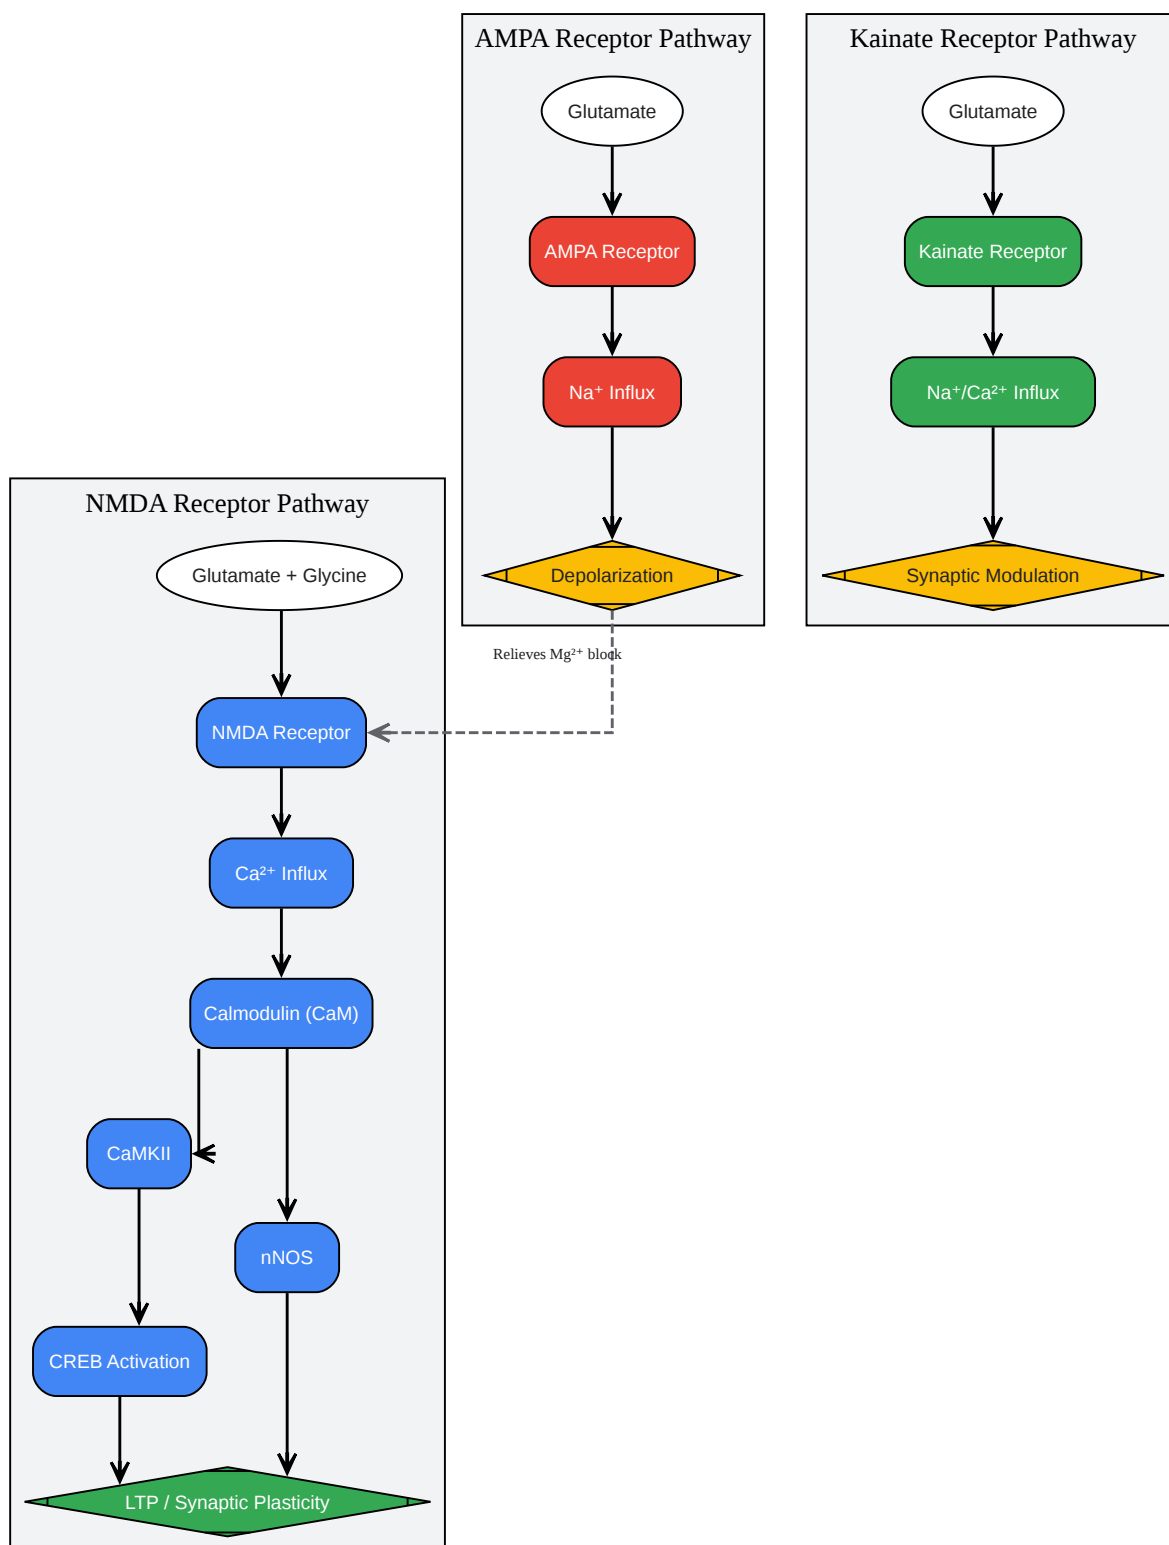 AMPA Receptor Pathway
Glutamate
AMPA Receptor
Na⁺ Influx
Depolarization
Kainate Receptor Pathway
Glutamate
Kainate Receptor
Na⁺/Ca²⁺ Influx
Synaptic Modulation
Relieves Mg²⁺ block
NMDA Receptor Pathway
Glutamate + Glycine
NMDA Receptor
Ca²⁺ Influx
Calmodulin (CaM)
CaMKII
nNOS
CREB Activation
LTP / Synaptic Plasticity